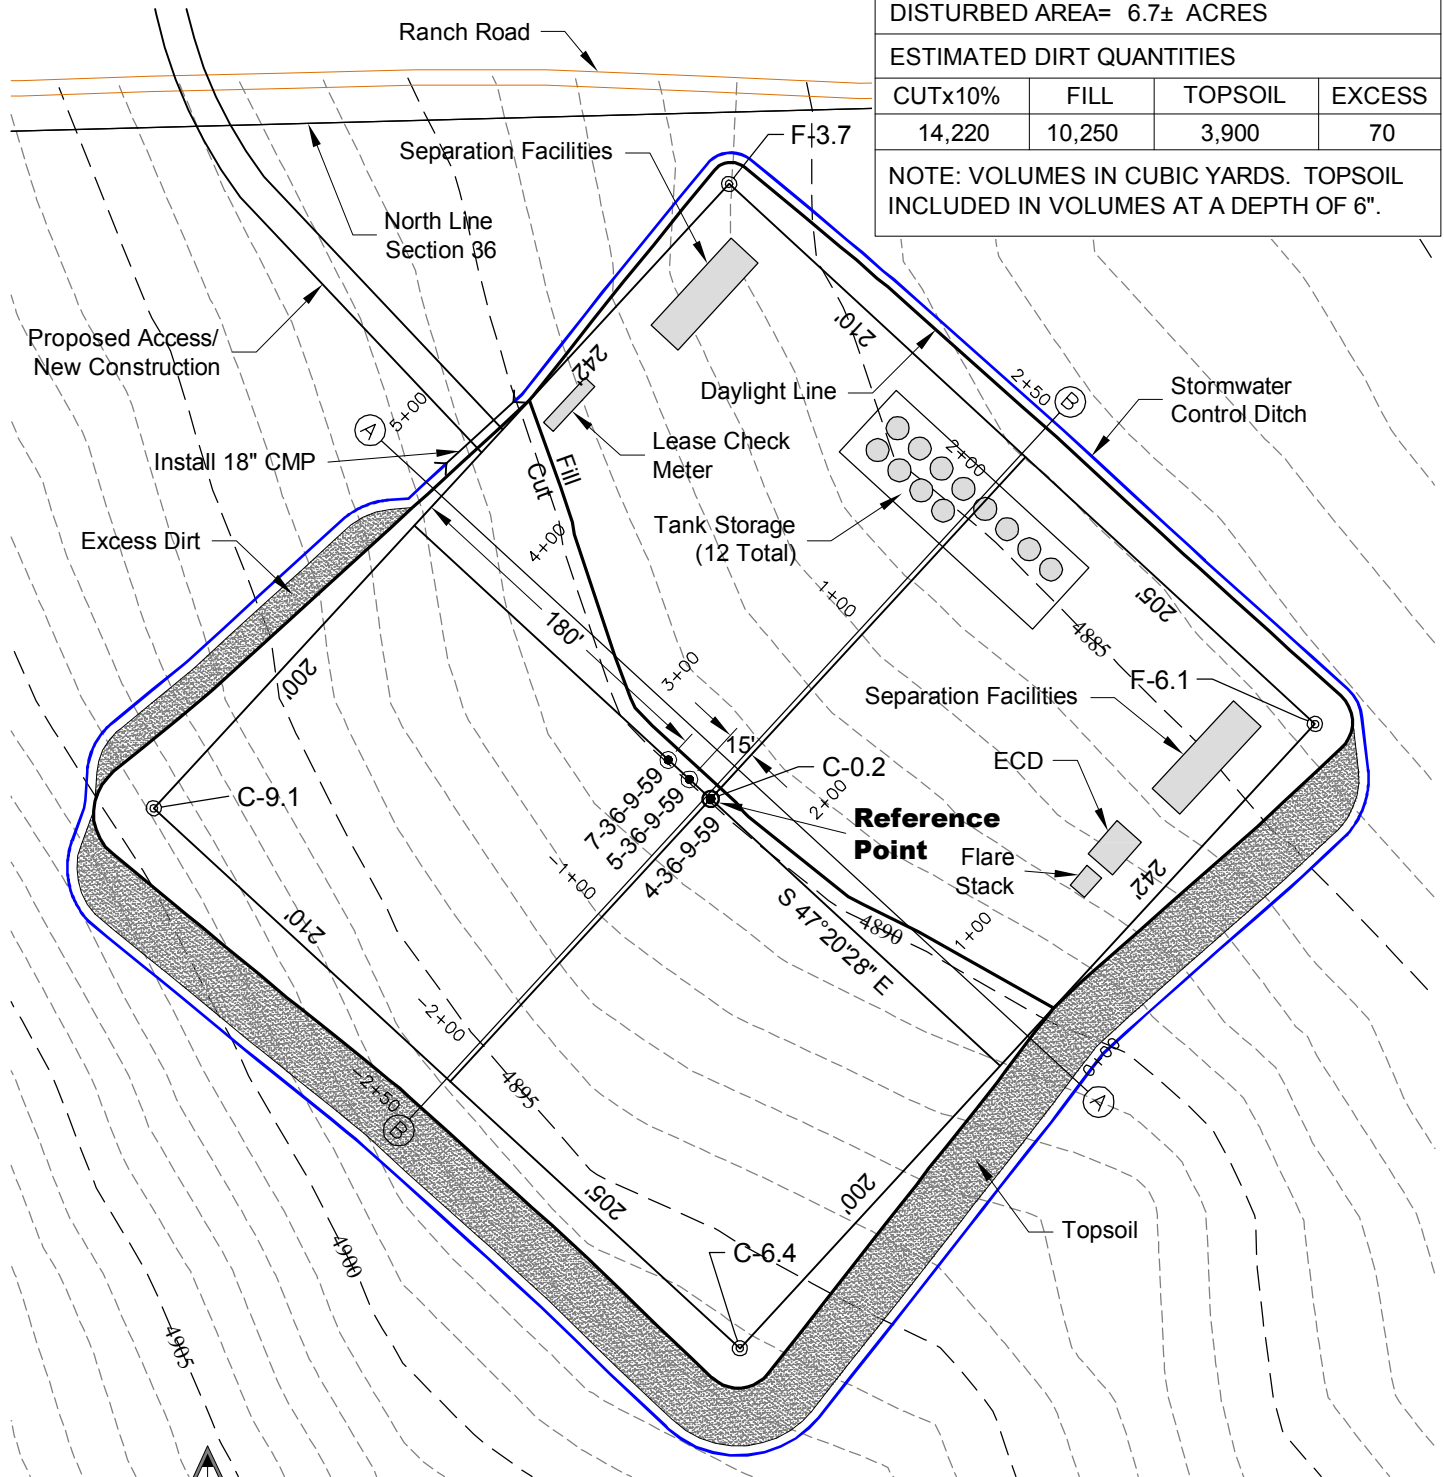 DISTURBED AREA= 6.7± ACRES
ESTIMATED DIRT QUANTITIES
CUTx10% FILL TOPSOIL EXCESS
14,220 10,250 3,900 70
NOTE: VOLUMES IN CUBIC YARDS. TOPSOIL
INCLUDED IN VOLUMES AT A DEPTH OF 6".
Ranch Road
F-3.7
Separation Facilities
North Line
Section 36
210'
Proposed Access/
New Construction
242'
Daylight Line
2+50
B
Stormwater
Control Ditch
A
5+00
Lease Check
Meter
2+00
Install 18" CMP
Fill
Cut
Tank Storage
(12 Total)
4+00
Excess Dirt
1+00
205'
180'
4885
3+00
200'
Separation Facilities
F-6.1
15'
C-0.2
ECD
C-9.1
2+00
7-36-9-59
5-36-9-59
4-36-9-59
Reference
Point
Flare
Stack
242'
-1+00
S 47°20'28" E
4890
1+00
210'
-2+00
0+00
4895
-2+50
B
A
205'
200'
C-6.4
Topsoil
4900
4905